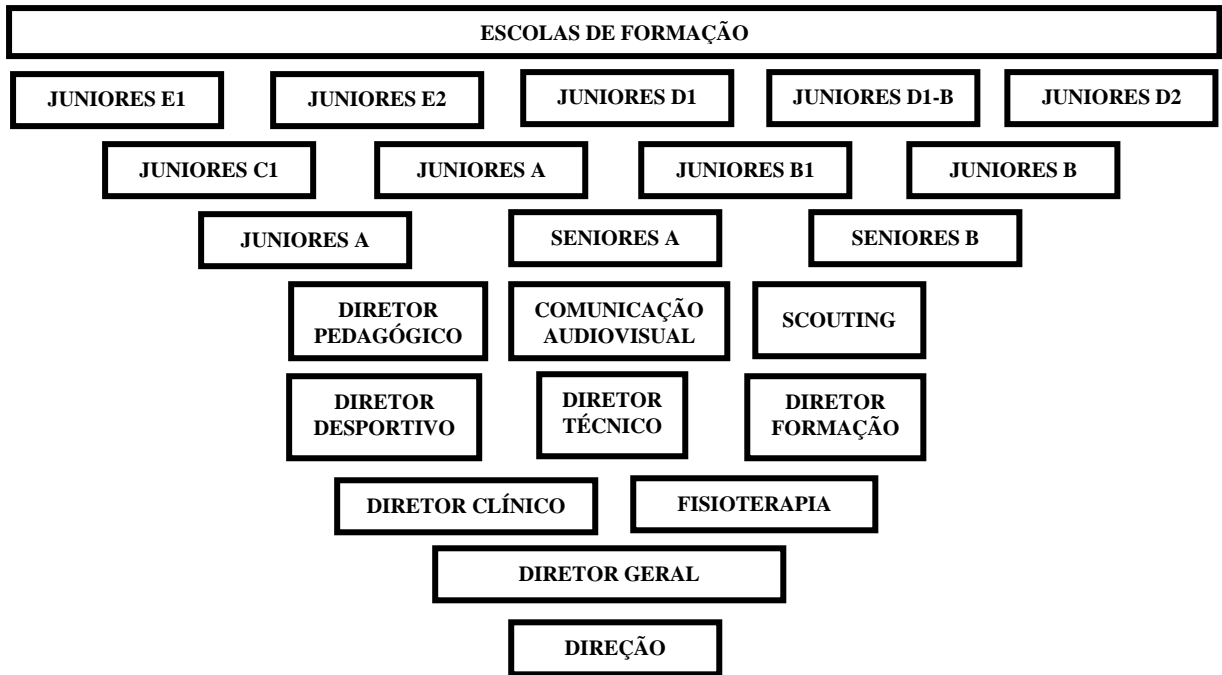 ESCOLAS DE FORMAÇÃO
JUNIORES E1
JUNIORES E2
JUNIORES D1
JUNIORES D1-B
JUNIORES D2
JUNIORES C1
JUNIORES A
JUNIORES B1
JUNIORES B
JUNIORES A
SENIORES A
SENIORES B
DIRETOR
PEDAGÓGICO
COMUNICAÇÃO
AUDIOVISUAL
SCOUTING
DIRETOR
DESPORTIVO
DIRETOR
TÉCNICO
DIRETOR
FORMAÇÃO
DIRETOR CLÍNICO
FISIOTERAPIA
DIRETOR GERAL
DIREÇÃO